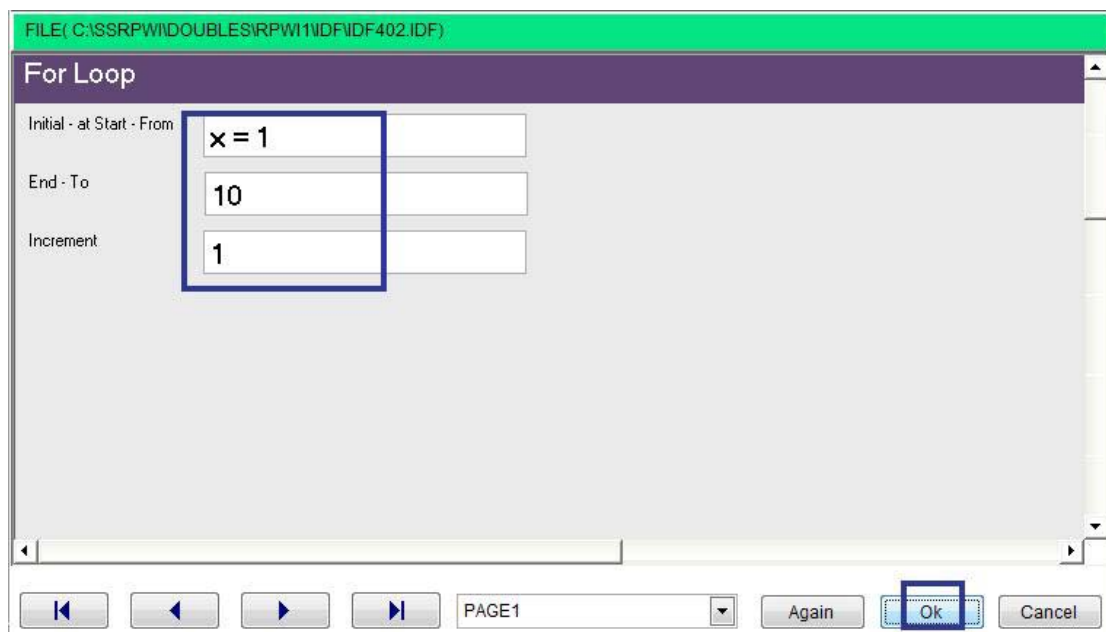 FILE( C:\SSRPWI\DOUBLES\RPWI1\IDF\IDF402.IDF)
For Loop
Initial - at Start - From
x = 1
End - To
10
Increment
1
PAGE1
Again
Ok
Cancel